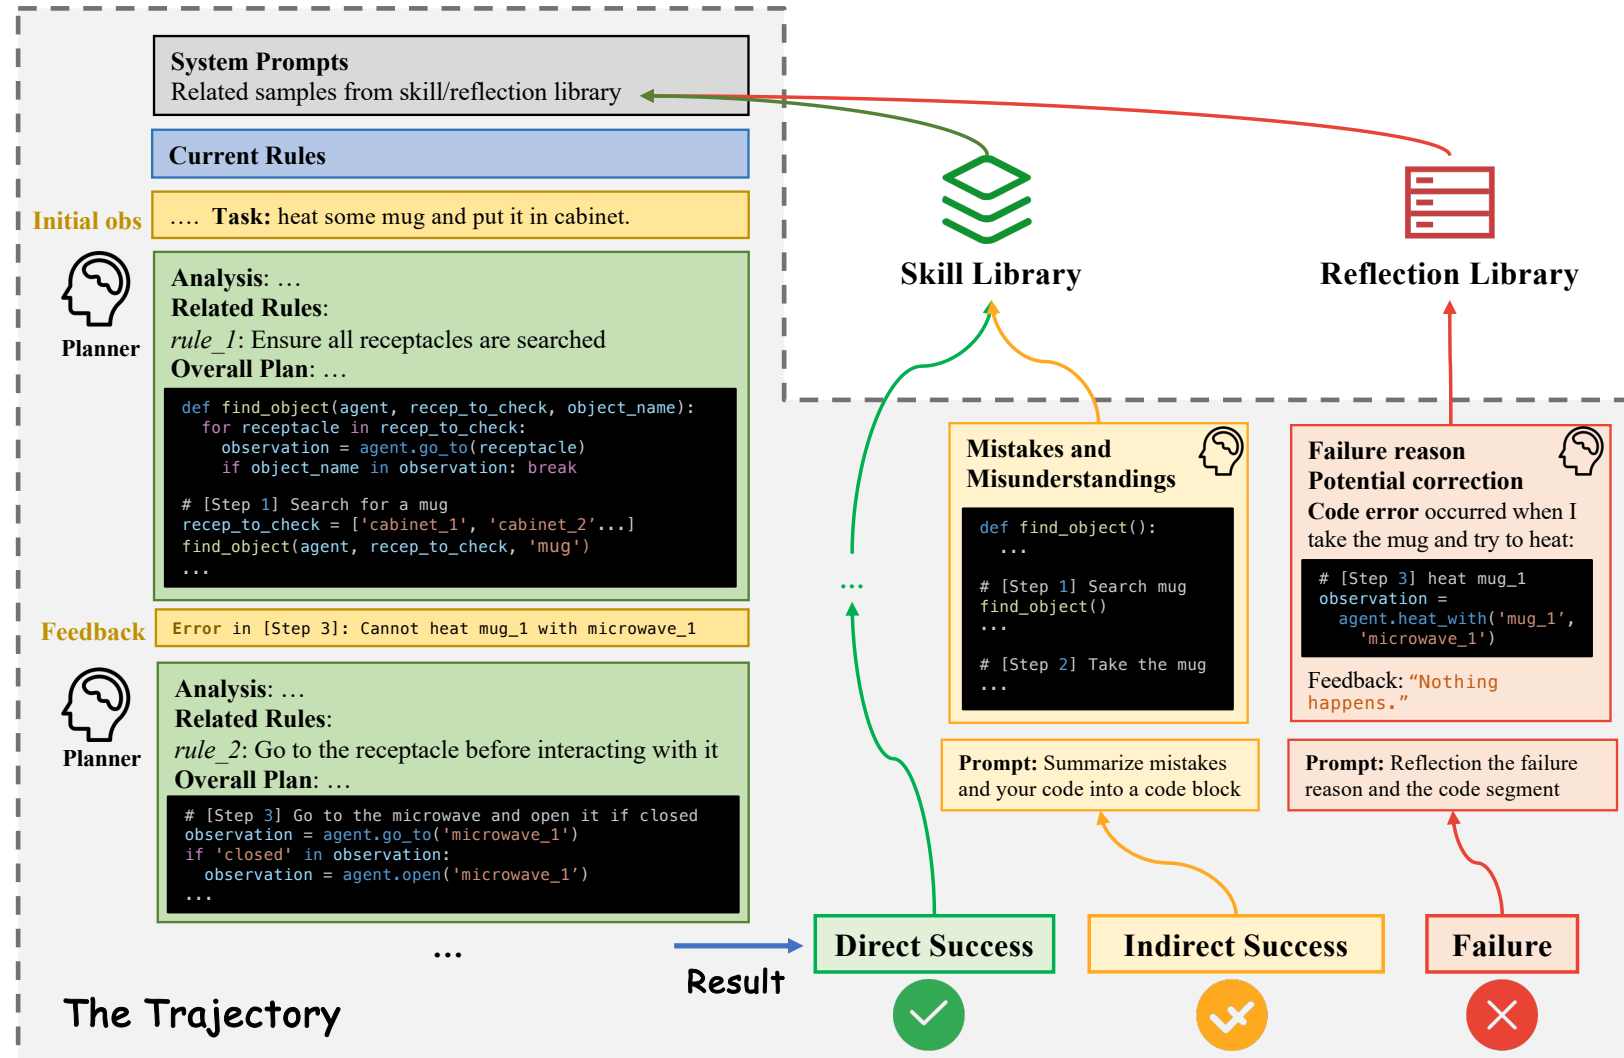 System Prompts
Related samples from skill/reflection library
Current Rules
Initial obs
…. Task: heat some mug and put it in cabinet.
Planner
Analysis: …
Related Rules:
rule_1: Ensure all receptacles are searched
Overall Plan: …
def find_object(agent, recep_to_check, object_name):
for receptacle in recep_to_check:
observation = agent.go_to(receptacle)
if object_name in observation: break
# [Step 1] Search for a mug
recep_to_check = ['cabinet_1', 'cabinet_2’...]
find_object(agent, recep_to_check, 'mug')
...
Feedback
Error in [Step 3]: Cannot heat mug_1 with microwave_1
Planner
Analysis: …
Related Rules:
rule_2: Go to the receptacle before interacting with it
Overall Plan: …
# [Step 3] Go to the microwave and open it if closed
observation = agent.go_to('microwave_1')
if 'closed' in observation:
observation = agent.open('microwave_1’)
...
…
The Trajectory
Result
Skill Library
Reflection Library
…
Mistakes and
Misunderstandings
def find_object():
...
# [Step 1] Search mug
find_object()
...
# [Step 2] Take the mug
...
Prompt: Summarize mistakes
and your code into a code block
Failure reason
Potential correction
Code error occurred when I
take the mug and try to heat:
# [Step 3] heat mug_1
observation =
agent.heat_with('mug_1’,
'microwave_1')
Feedback: “Nothing
happens.”
Prompt: Reflection the failure
reason and the code segment
Direct Success
Indirect Success
Failure